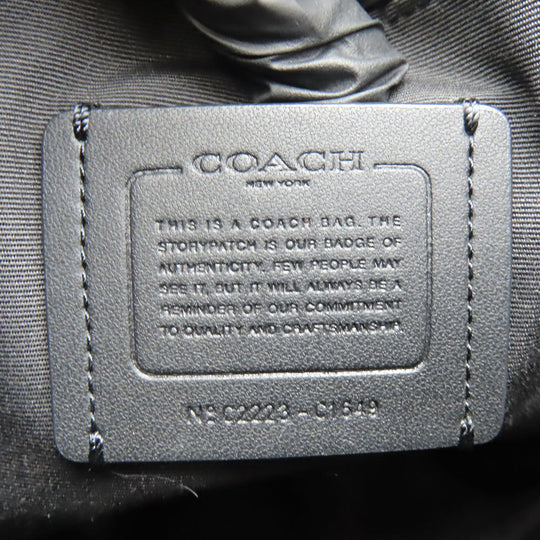 COACH
NEW YORK
THIS IS A COACH BAG. THE
STORYPATCH IS OUR BADGE OF
AUTHENTICITY. FEW PEOPLE MAY
SEE IT, BUT IT WILL ALWAYS BE A
REMINDER OF OUR COMMITMENT
TO QUALITY AND CRAFTSMANSHIP
Nº C2223-C1649